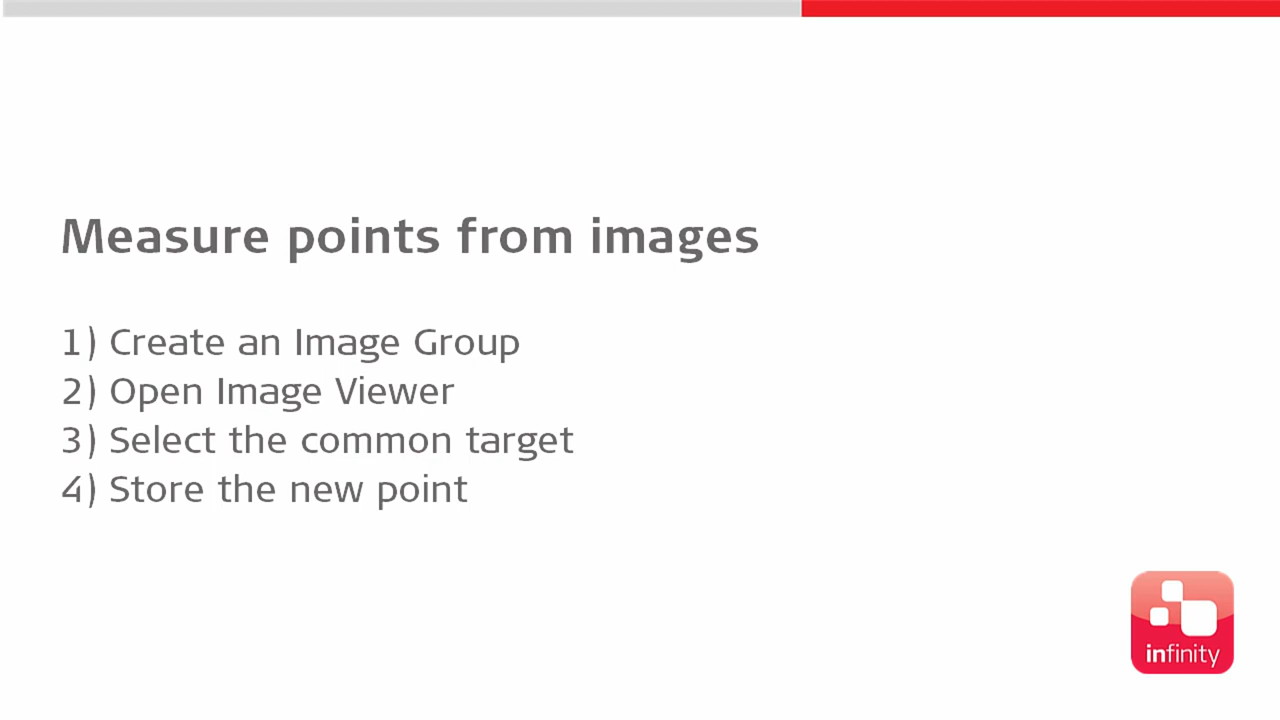 Measure points from images
1) Create an Image Group
2) Open Image Viewer
3) Select the common target
4) Store the new point
infinity